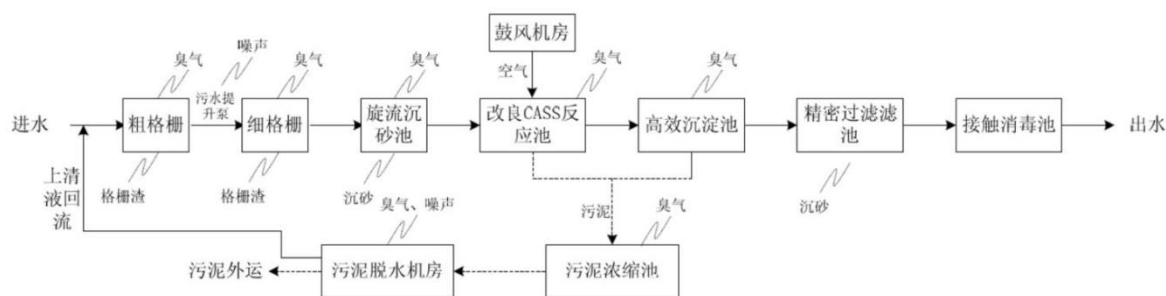 鼓风机房
噪声
臭气
臭气
臭气
空气
臭气
臭气
污水提
升泵
进水
粗格栅
细格栅
旋流沉
砂池
改良CASS反
应池
高效沉淀池
精密过滤滤
池
接触消毒池
出水
上清
液回
流
格栅渣
格栅渣
沉砂
沉砂
臭气、噪声
污泥
臭气
污泥外运
污泥脱水机房
污泥浓缩池